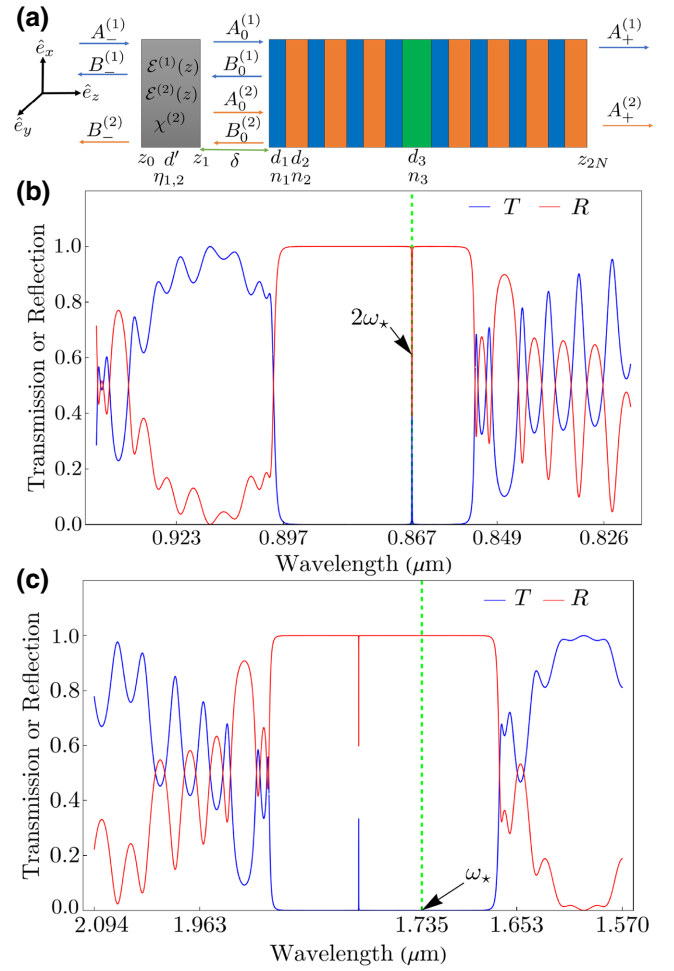 (a)
A_-^{(1)} A_0^{(1)} A_+^{(1)}
ê_x B_-^{(1)} ℰ^{(1)}(z) B_0^{(1)}
ê_z ℰ^{(2)}(z) A_0^{(2)} A_+^{(2)}
ê_y B_-^{(2)} χ^{(2)} B_0^{(2)}
z_0 d′ z_1 δ d_1 d_2 d_3 z_{2N}
η_{1,2} n_1 n_2 n_3
(b)
T R
Transmission or Reflection
1.0
0.8
0.6
0.4
0.2
0.0
2ω_⋆
0.923 0.897 0.867 0.849 0.826
Wavelength (μm)
(c)
T R
Transmission or Reflection
1.0
0.8
0.6
0.4
0.2
0.0
ω_⋆
2.094 1.963 1.735 1.653 1.570
Wavelength (μm)